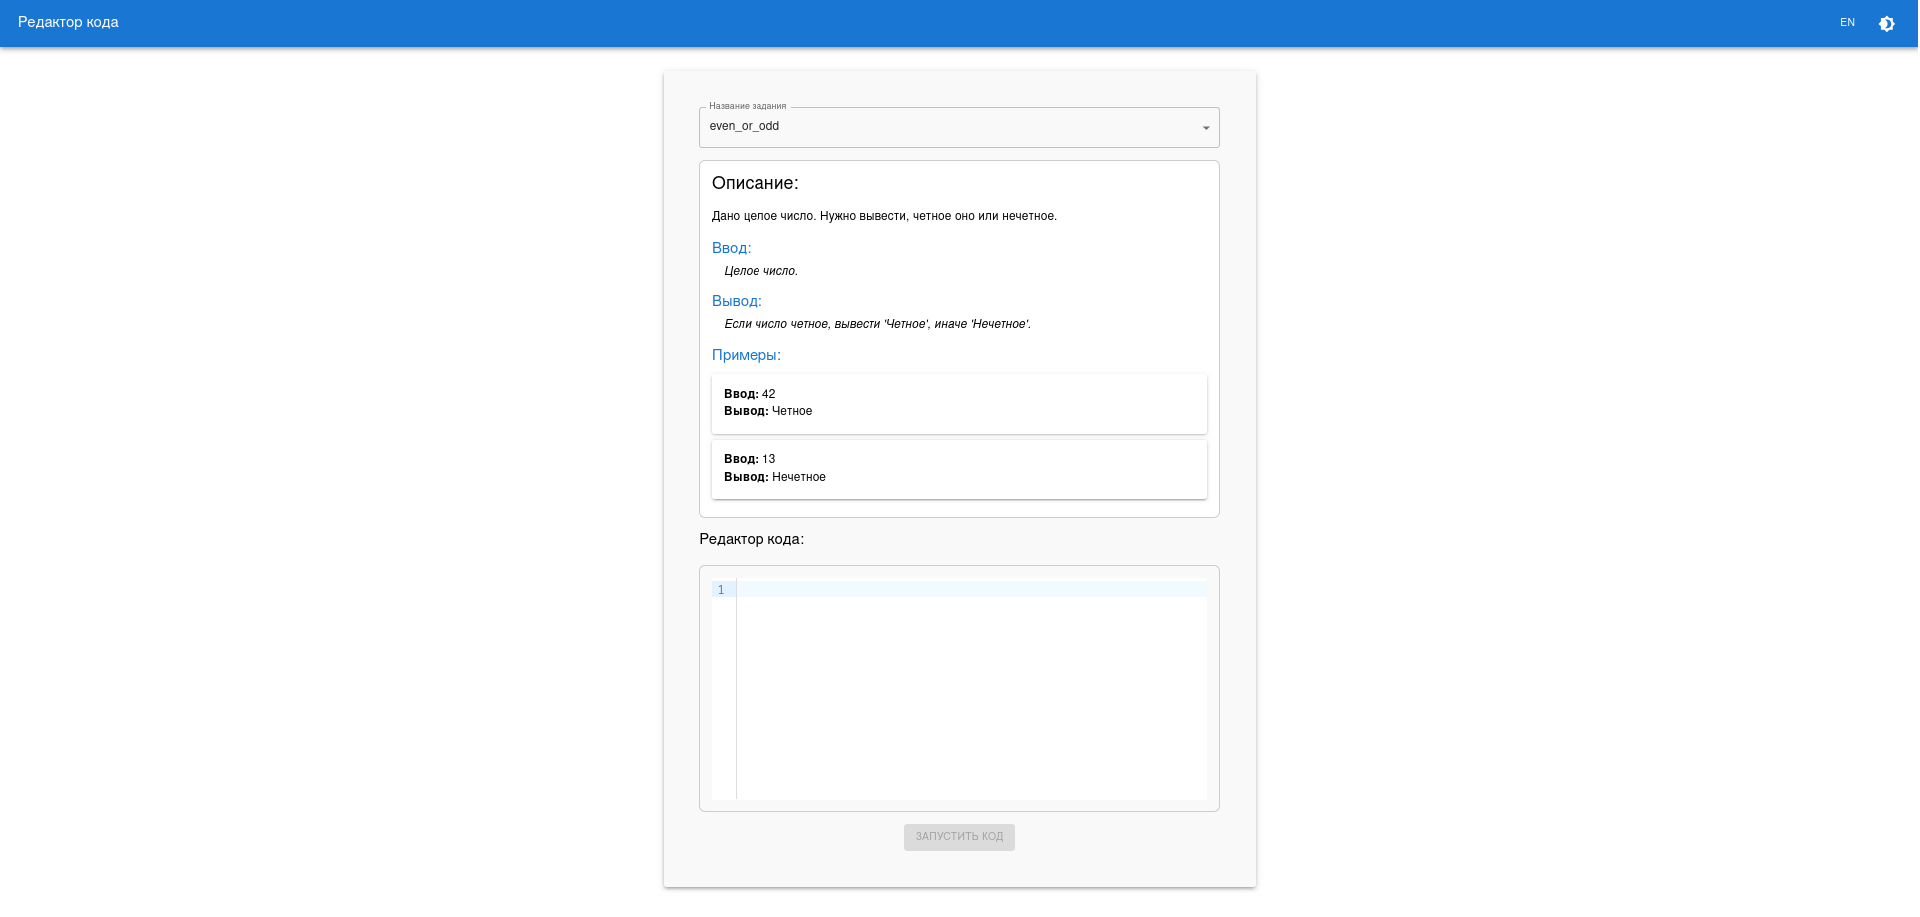 Редактор кода
EN
Название задания
even_or_odd
Описание:
Дано целое число. Нужно вывести, четное оно или нечетное.
Ввод:
Целое число.
Вывод:
Если число четное, вывести 'Четное', иначе 'Нечетное'.
Примеры:
Ввод: 42
Вывод: Четное
Ввод: 13
Вывод: Нечетное
Редактор кода:
1
ЗАПУСТИТЬ КОД